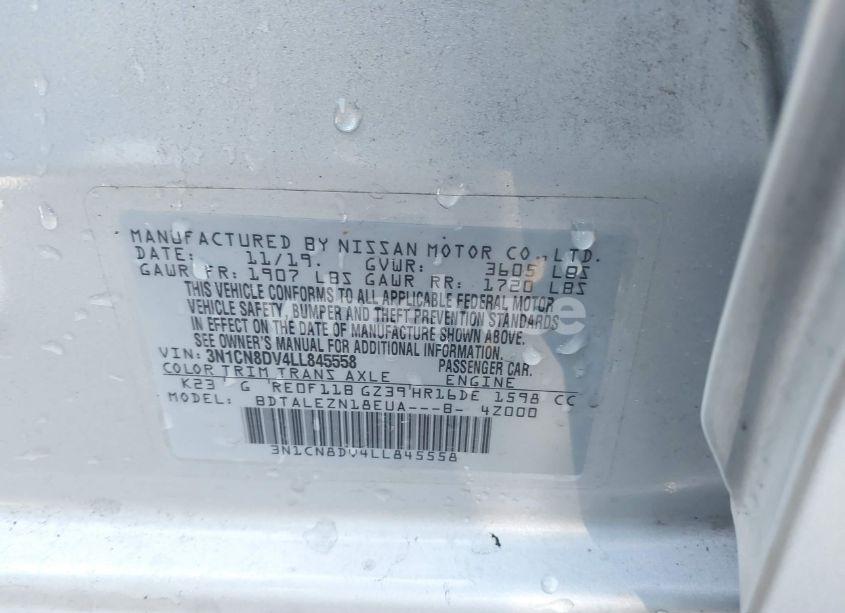 MANUFACTURED BY NISSAN MOTOR CO., LTD.
DATE: 11/19. GVWR: 3605 LBS
GAWR FR: 1907 LBS GAWR RR: 1720 LBS
THIS VEHICLE CONFORMS TO ALL APPLICABLE FEDERAL MOTOR
VEHICLE SAFETY, BUMPER AND THEFT PREVENTION STANDARDS
IN EFFECT ON THE DATE OF MANUFACTURE SHOWN ABOVE.
SEE OWNER'S MANUAL FOR ADDITIONAL INFORMATION.
VIN: 3N1CN8DV4LL845558 PASSENGER CAR.
COLOR TRIM TRANS AXLE ENGINE
K23 G RE0F11B GZ39 HR16DE 1598 CC
MODEL: BDTALEZN18EUA---B- 4Z000
3N1CN8DV4LL845558